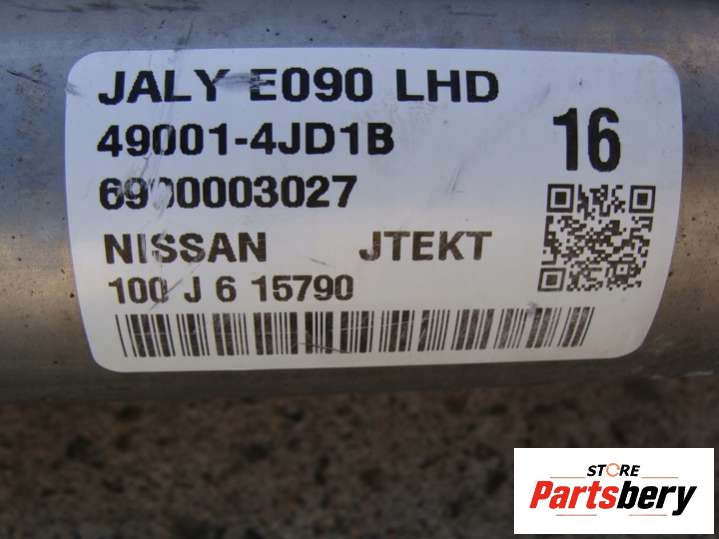 JALY E090 LHD
49001-4JD1B
16
6900003027
NISSAN JTEKT
100 J 6 15790
STORE
Partsbery